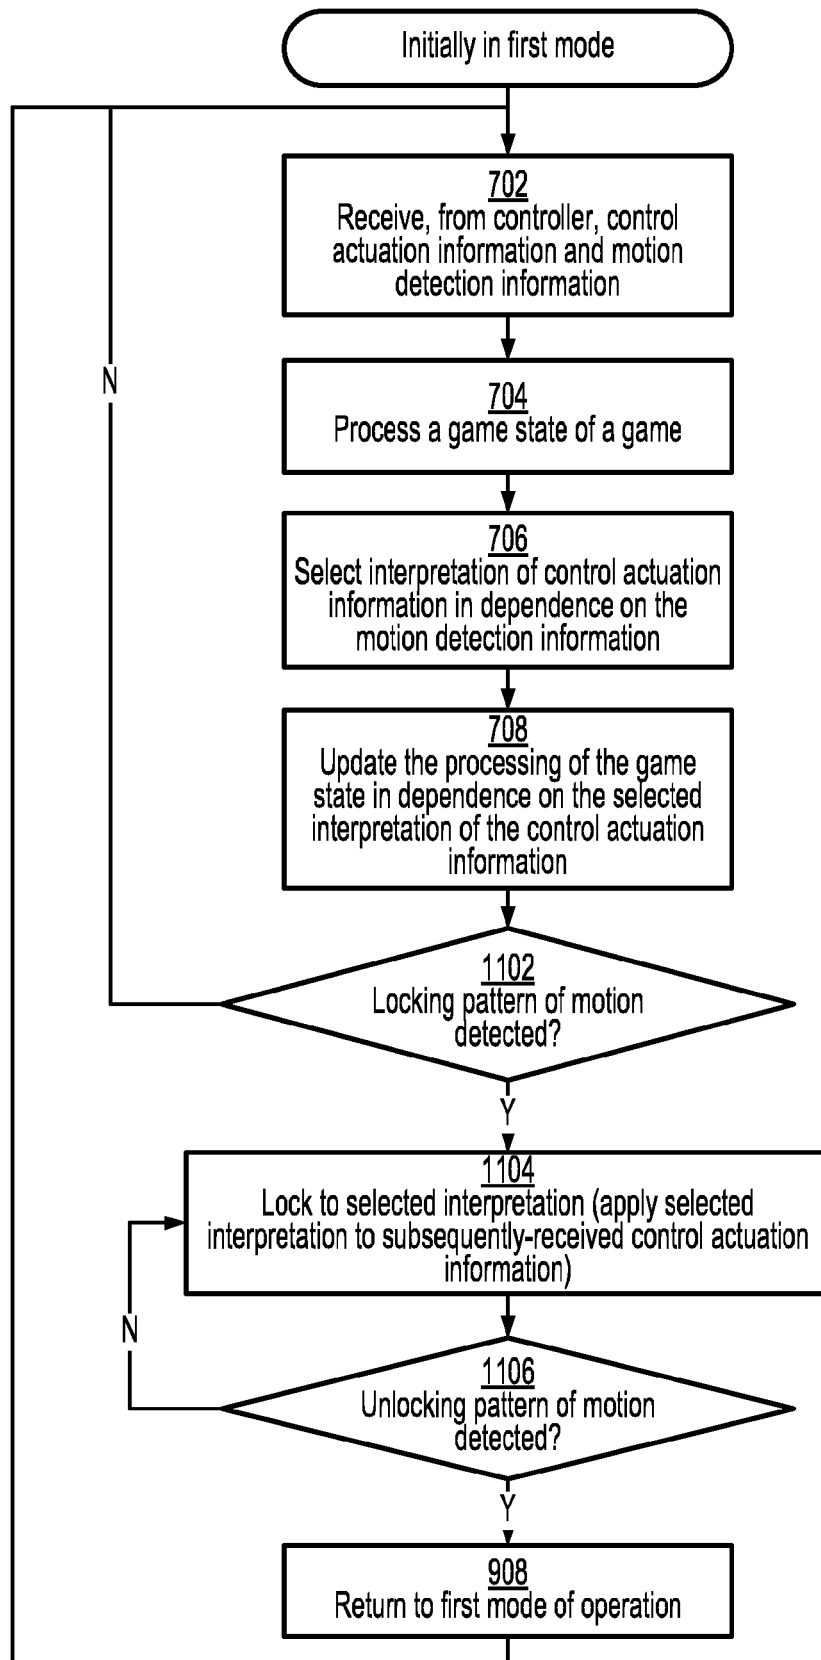 Initially in first mode
702
Receive, from controller, control
actuation information and motion
detection information
N
704
Process a game state of a game
706
Select interpretation of control actuation
information in dependence on the
motion detection information
708
Update the processing of the game
state in dependence on the selected
interpretation of the control actuation
information
1102
Locking pattern of motion
detected?
Y
1104
Lock to selected interpretation (apply selected
interpretation to subsequently-received control actuation
information)
N
1106
Unlocking pattern of motion
detected?
Y
908
Return to first mode of operation